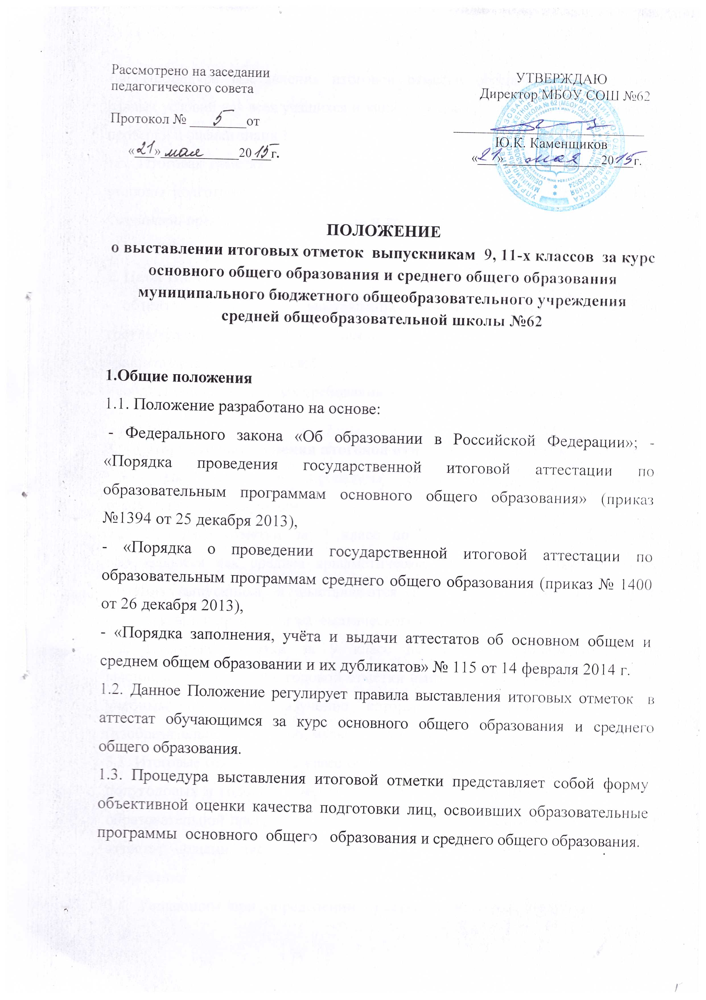 Рассмотрено на заседании
педагогического совета
Протокол № 5 от
«21» мая 2015г.
УТВЕРЖДАЮ
Директор МБОУ СОШ №62
Ю.К. Каменщиков
«21» мая 2015г.
ПОЛОЖЕНИЕ
о выставлении итоговых отметок выпускникам 9, 11-х классов за курс
основного общего образования и среднего общего образования
муниципального бюджетного общеобразовательного учреждения
средней общеобразовательной школы №62
1.Общие положения
1.1. Положение разработано на основе:
- Федерального закона «Об образовании в Российской Федерации»; -
«Порядка проведения государственной итоговой аттестации по
образовательным программам основного общего образования» (приказ
№1394 от 25 декабря 2013),
- «Порядка о проведении государственной итоговой аттестации по
образовательным программам среднего общего образования (приказ № 1400
от 26 декабря 2013),
- «Порядка заполнения, учёта и выдачи аттестатов об основном общем и
среднем общем образовании и их дубликатов» № 115 от 14 февраля 2014 г.
1.2. Данное Положение регулирует правила выставления итоговых отметок в
аттестат обучающимся за курс основного общего образования и среднего
общего образования.
1.3. Процедура выставления итоговой отметки представляет собой форму
объективной оценки качества подготовки лиц, освоивших образовательные
программы основного общего образования и среднего общего образования.